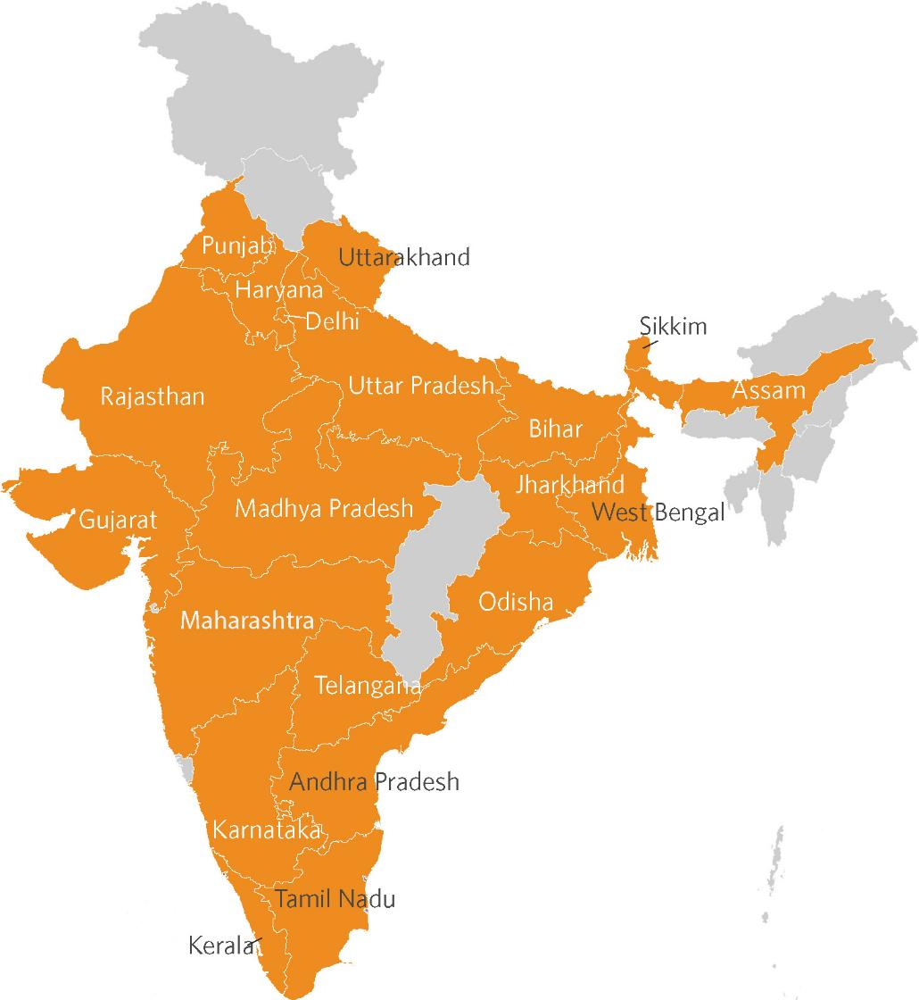 Punjab
Uttarakhand
Haryana
Delhi
Sikkim
Rajasthan
Uttar Pradesh
Assam
Bihar
Jharkhand
Madhya Pradesh
West Bengal
Gujarat
Odisha
Maharashtra
Telangana
Andhra Pradesh
Karnataka
Tamil Nadu
Kerala